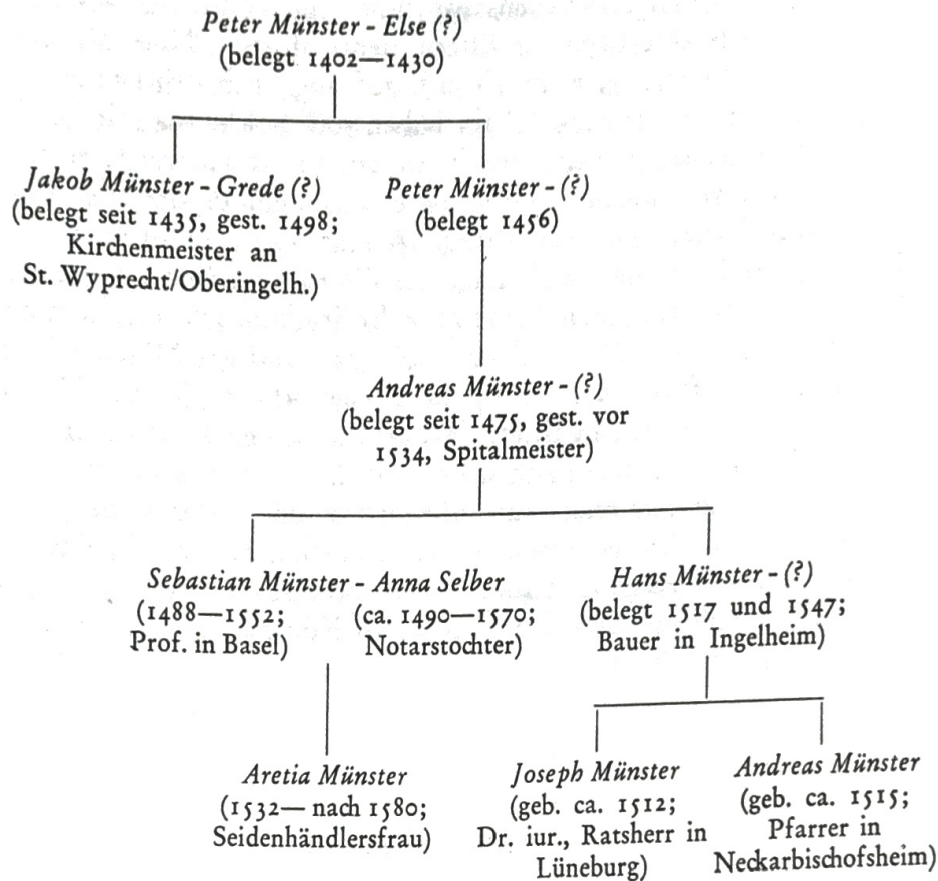 Peter Münster - Else (?)
(belegt 1402—1430)
Jakob Münster - Grede (?)
(belegt seit 1435, gest. 1498;
Kirchenmeister an
St. Wyprecht/Oberingelh.)
Peter Münster - (?)
(belegt 1456)
Andreas Münster - (?)
(belegt seit 1475, gest. vor
1534, Spitalmeister)
Sebastian Münster - Anna Selber
(1488—1552;
Prof. in Basel)
(ca. 1490—1570;
Notarstochter)
Hans Münster - (?)
(belegt 1517 und 1547;
Bauer in Ingelheim)
Aretia Münster
(1532— nach 1580;
Seidenhändlersfrau)
Joseph Münster
(geb. ca. 1512;
Dr. iur., Ratsherr in
Lüneburg)
Andreas Münster
(geb. ca. 1515;
Pfarrer in
Neckarbischofsheim)